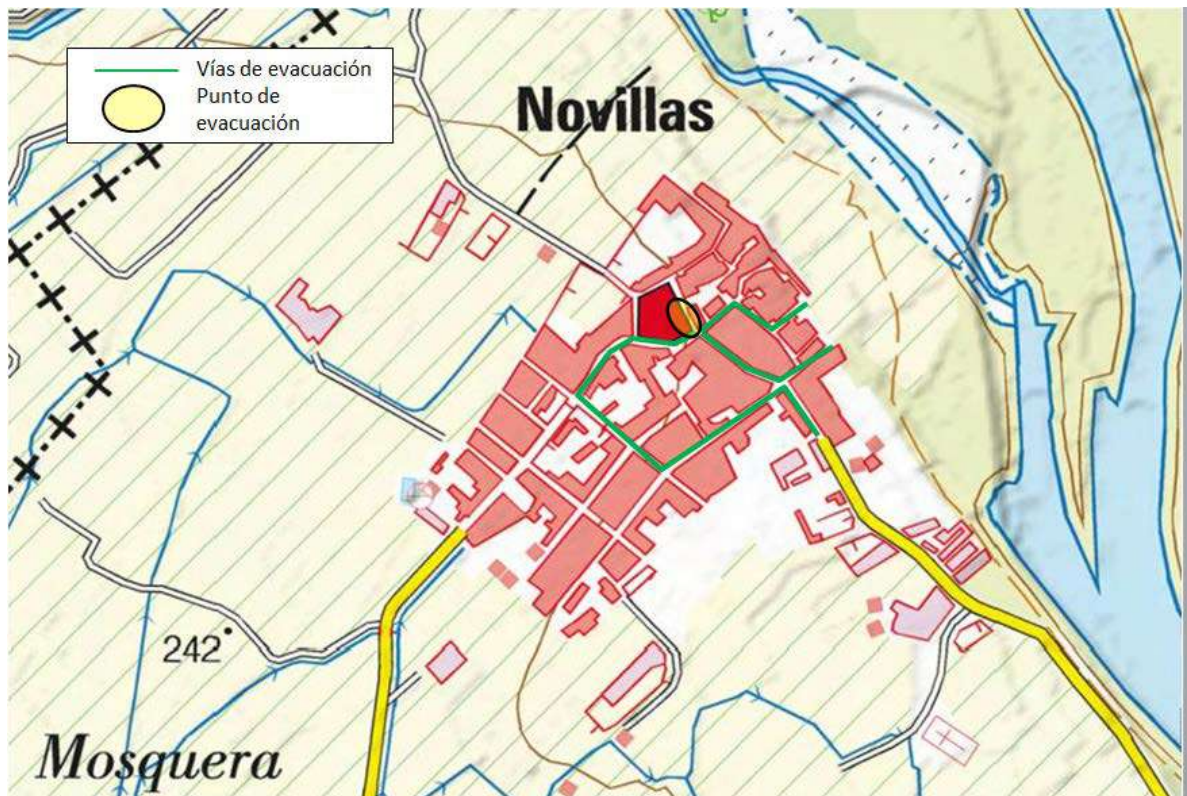 Vías de evacuación
Punto de
evacuación
Novillas
242
Mosquera